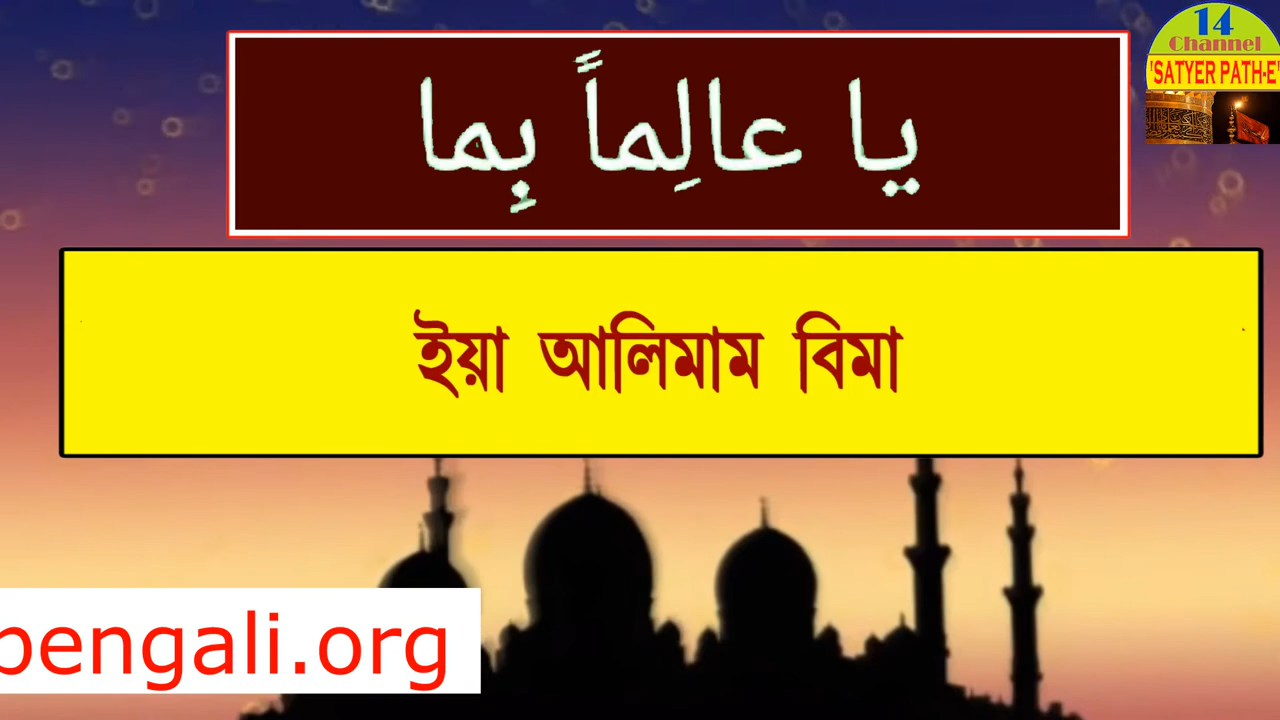 14
Channel
'SATYER PATH-E'
يا عالِماً بِما
ইয়া আলিমাম বিমা
bengali.org